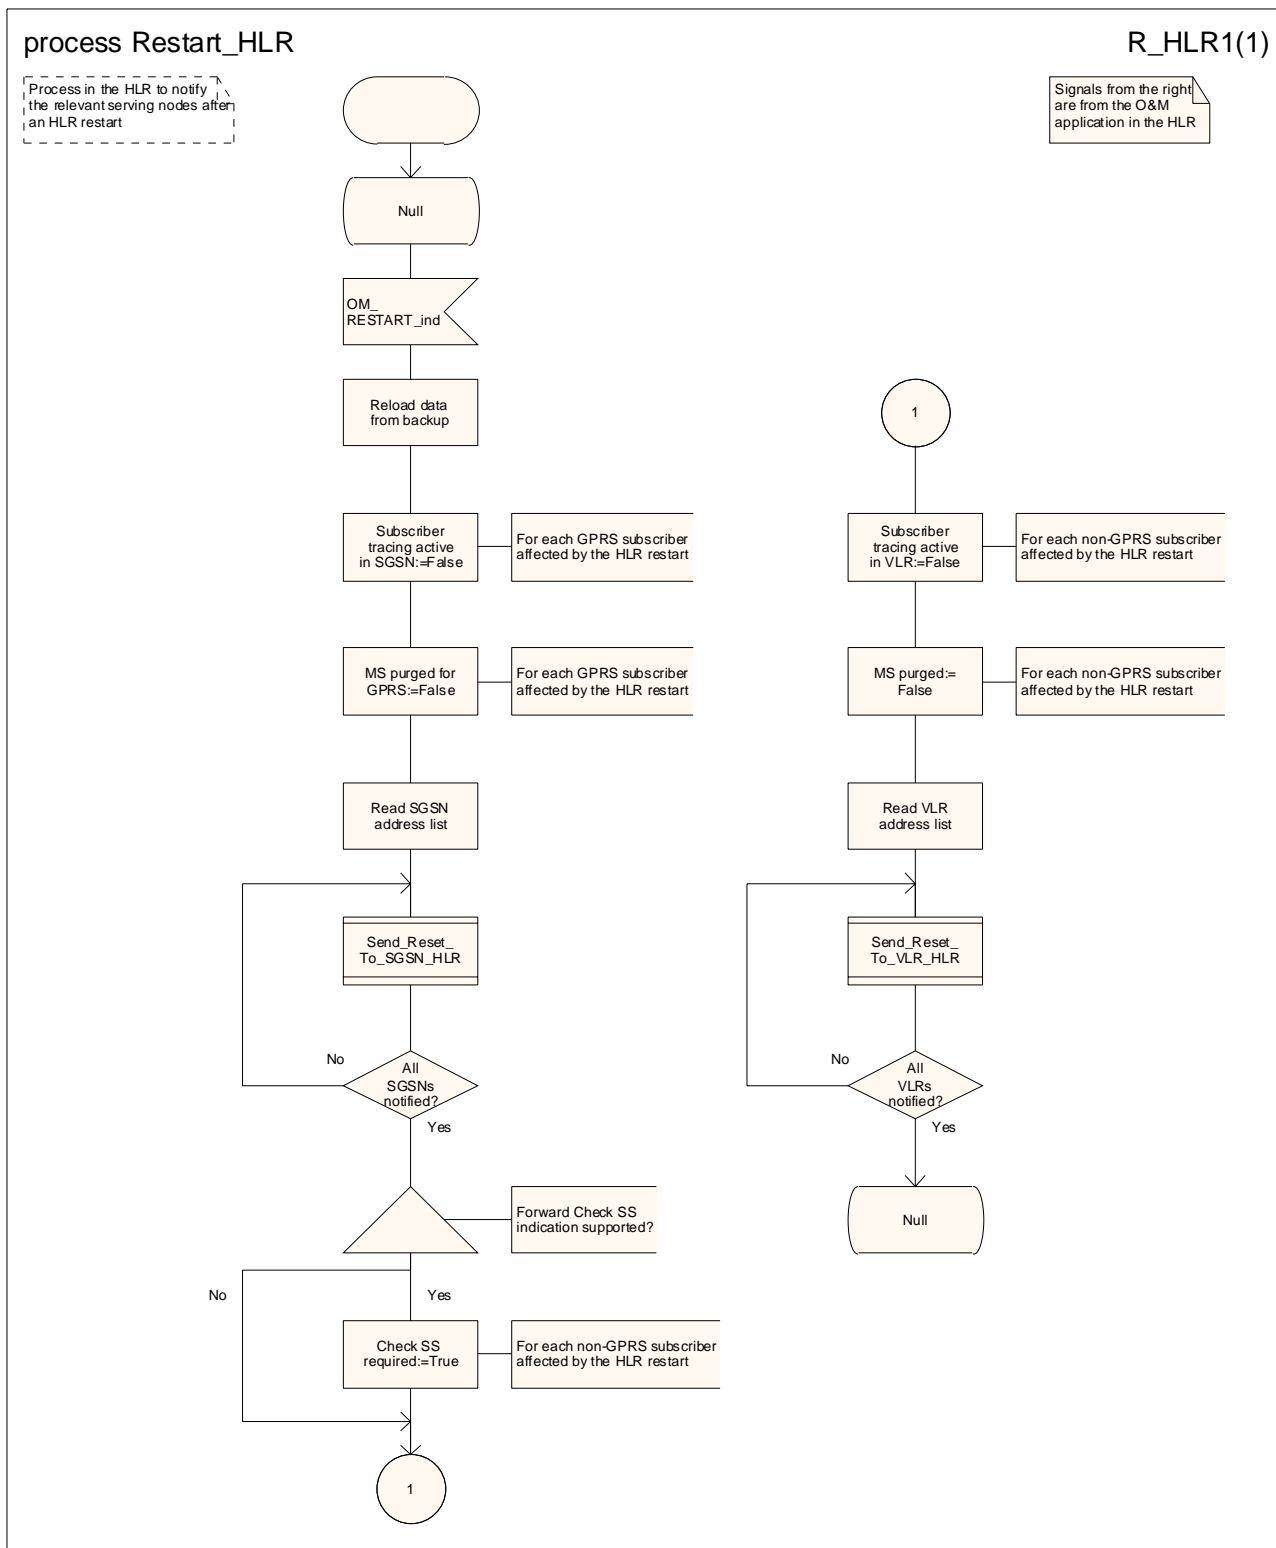 process Restart_HLR
R_HLR1(1)
Process in the HLR to notify
the relevant serving nodes after
an HLR restart
Signals from the right
are from the O&M
application in the HLR
Null
OM_
RESTART_ind
Reload data
from backup
Subscriber
tracing active
in SGSN:=False
For each GPRS subscriber
affected by the HLR restart
MS purged for
GPRS:=False
For each GPRS subscriber
affected by the HLR restart
Read SGSN
address list
Send_Reset_
To_SGSN_HLR
No
All
SGSNs
notified?
Yes
Forward Check SS
indication supported?
No
Yes
Check SS
required:=True
For each non-GPRS subscriber
affected by the HLR restart
1
1
Subscriber
tracing active
in VLR:=False
For each non-GPRS subscriber
affected by the HLR restart
MS purged:=
False
For each non-GPRS subscriber
affected by the HLR restart
Read VLR
address list
Send_Reset_
To_VLR_HLR
No
All
VLRs
notified?
Yes
Null